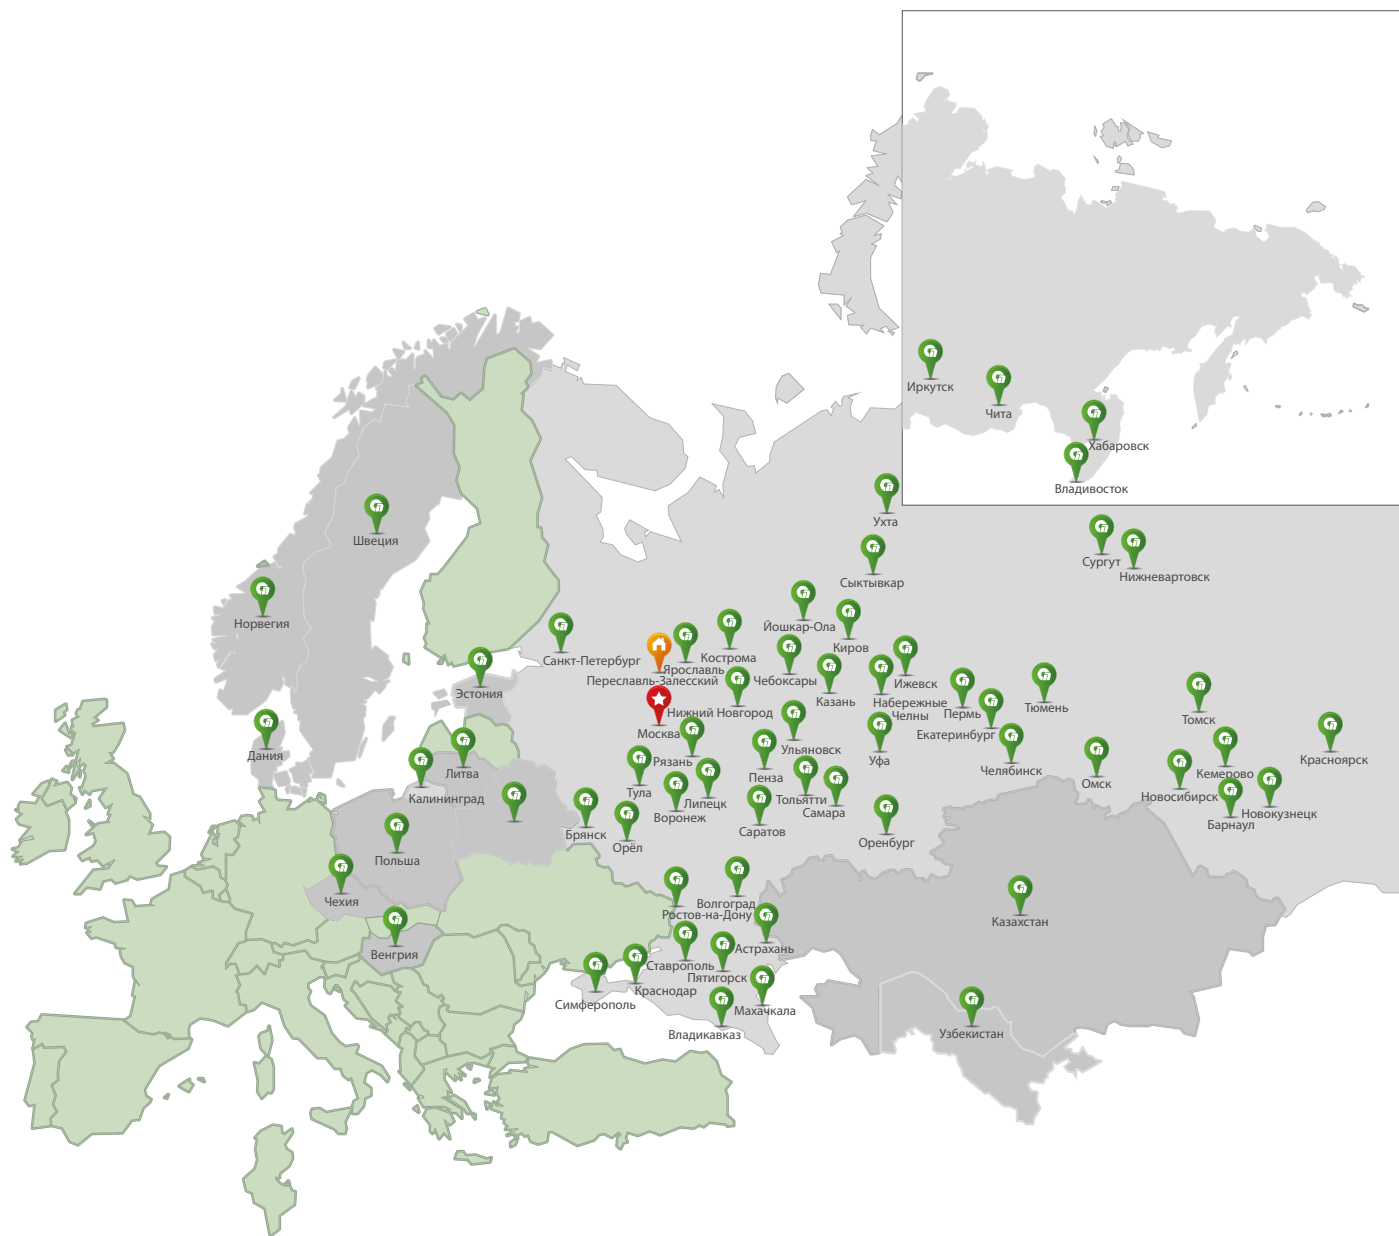 Иркутск
Чита
Хабаровск
Владивосток
Ухта
Сургут
Нижневартовск
Швеция
Сыктывкар
Норвегия
Йошкар-Ола
Киров
Санкт-Петербург
Кострома
Ярославль
Переславль-Залесский
Чебоксары
Казань
Ижевск
Эстония
Набережные
Челны
Пермь
Тюмень
Нижний Новгород
Москва
Екатеринбург
Томск
Дания
Рязань
Ульяновск
Уфа
Красноярск
Литва
Пенза
Челябинск
Кемерово
Калининград
Тула
Липецк
Тольятти
Омск
Новосибирск
Воронеж
Самара
Новокузнецк
Барнаул
Брянск
Саратов
Орёл
Оренбург
Польша
Чехия
Волгоград
Ростов-на-Дону
Казахстан
Венгрия
Астрахань
Ставрополь
Пятигорск
Краснодар
Симферополь
Махачкала
Владикавказ
Узбекистан